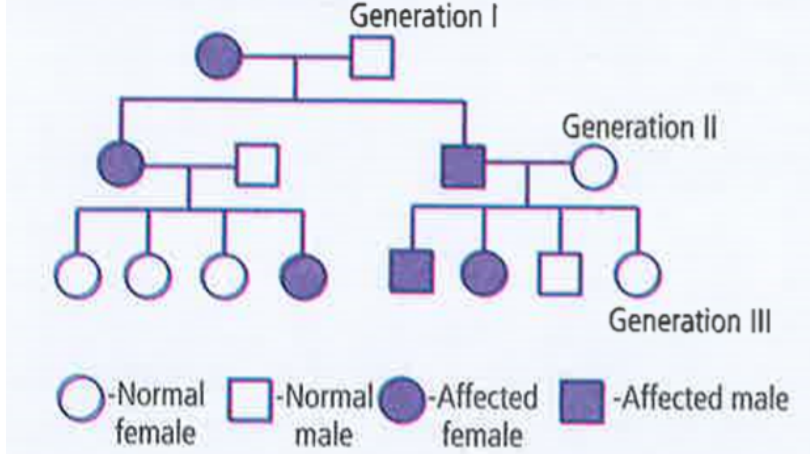 Generation I
Generation II
Generation III
-Normal female
-Normal male
-Affected female
-Affected male